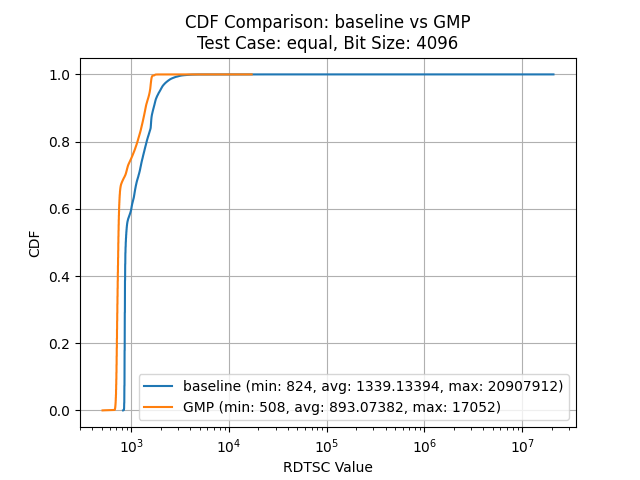 CDF Comparison: baseline vs GMP
Test Case: equal, Bit Size: 4096
CDF
1.0
0.8
0.6
0.4
0.2
0.0
baseline (min: 824, avg: 1339.13394, max: 20907912)
GMP (min: 508, avg: 893.07382, max: 17052)
10³ 10⁴ 10⁵ 10⁶ 10⁷
RDTSC Value